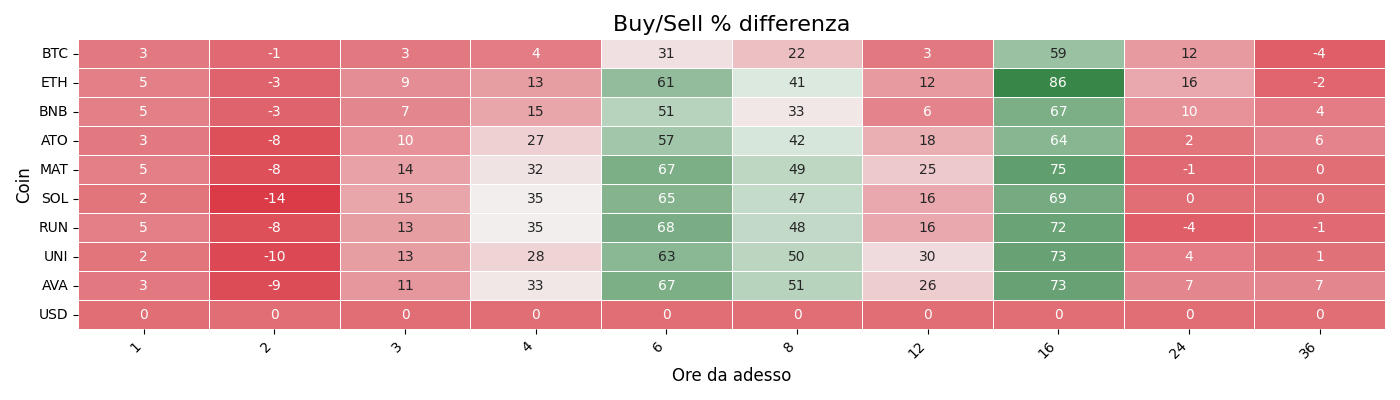 Buy/Sell % differenza
Coin
BTC 3 -1 3 4 31 22 3 59 12 -4
ETH 5 -3 9 13 61 41 12 86 16 -2
BNB 5 -3 7 15 51 33 6 67 10 4
ATO 3 -8 10 27 57 42 18 64 2 6
MAT 5 -8 14 32 67 49 25 75 -1 0
SOL 2 -14 15 35 65 47 16 69 0 0
RUN 5 -8 13 35 68 48 16 72 -4 -1
UNI 2 -10 13 28 63 50 30 73 4 1
AVA 3 -9 11 33 67 51 26 73 7 7
USD 0 0 0 0 0 0 0 0 0 0
1 2 3 4 6 8 12 16 24 36
Ore da adesso